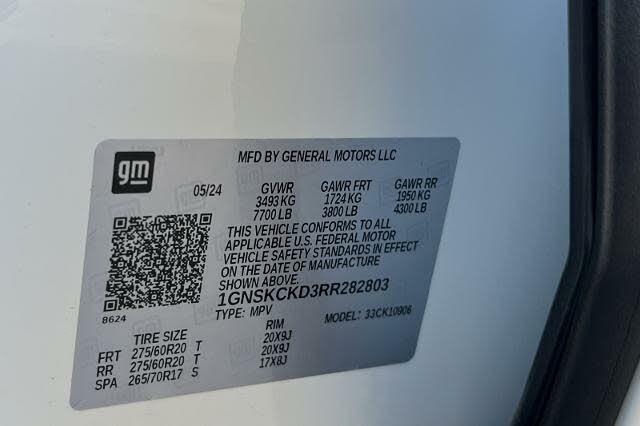 gm
MFD BY GENERAL MOTORS LLC
05/24 GVWR GAWR FRT GAWR RR
3493 KG 1724 KG 1950 KG
7700 LB 3800 LB 4300 LB
THIS VEHICLE CONFORMS TO ALL
APPLICABLE U.S. FEDERAL MOTOR
VEHICLE SAFETY STANDARDS IN EFFECT
ON THE DATE OF MANUFACTURE
SHOWN ABOVE.
1GNSKCKD3RR282803
8624 TYPE: MPV MODEL: 33CK10906
TIRE SIZE RIM
FRT 275/60R20 T 20X9J
RR 275/60R20 T 20X9J
SPA 265/70R17 S 17X8J